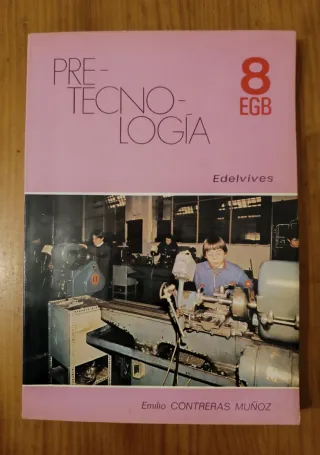 PRE-
TECNO-
LOGÍA
8
EGB
Edelvives
Emilio CONTRERAS MUÑOZ